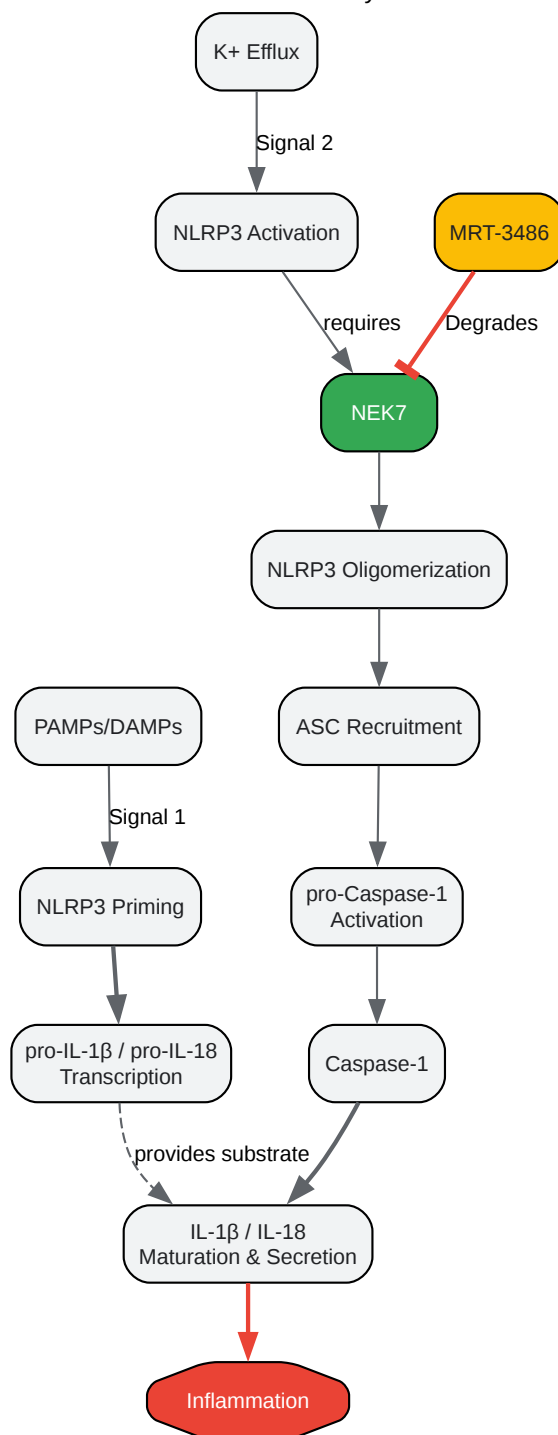 K+ Efflux
Signal 2
NLRP3 Activation
MRT-3486
requires
Degrades
NEK7
NLRP3 Oligomerization
PAMPs/DAMPs
ASC Recruitment
Signal 1
NLRP3 Priming
pro-Caspase-1
Activation
pro-IL-1β / pro-IL-18
Transcription
Caspase-1
provides substrate
IL-1β / IL-18
Maturation & Secretion
Inflammation